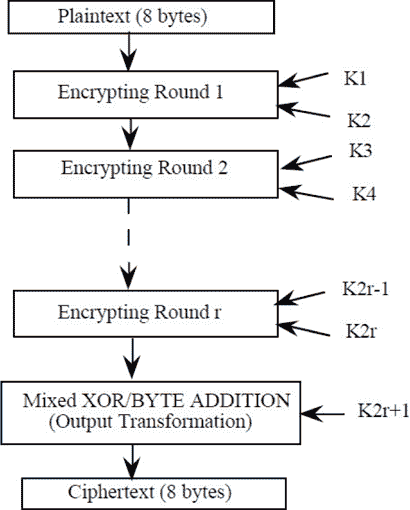 Plaintext (8 bytes)
Encrypting Round 1
K1
K2
Encrypting Round 2
K3
K4
Encrypting Round r
K2r-1
K2r
Mixed XOR/BYTE ADDITION
(Output Transformation)
K2r+1
Ciphertext (8 bytes)